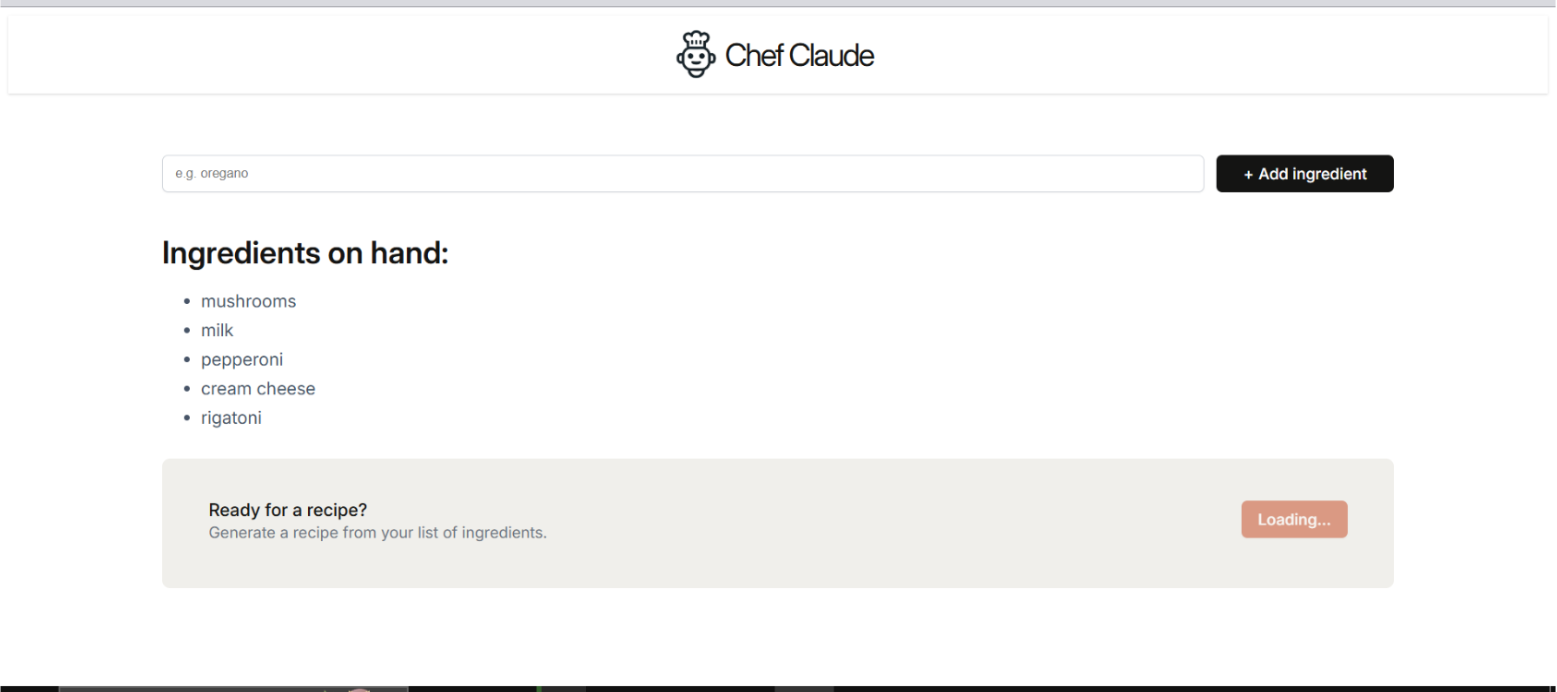 Chef Claude
e.g. oregano
+ Add ingredient
Ingredients on hand:
• mushrooms
• milk
• pepperoni
• cream cheese
• rigatoni
Ready for a recipe?
Generate a recipe from your list of ingredients.
Loading...